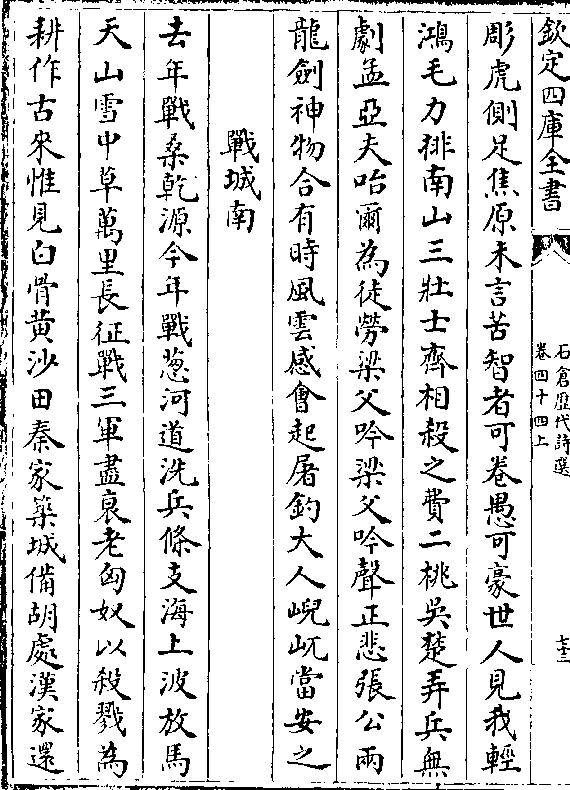 欽定四庫全書
石倉歴代詩選
卷四十四上
七十三
彫虎側足焦原未言苦智者可卷愚可豪世人見我輕
鴻毛力排南山三壯士齊相殺之費二桃吳楚弄兵無
劇孟亞夫咍爾為徒勞梁父吟梁父吟聲正悲張公兩
龍劍神物合有時風雲感會起屠釣大人峴屼當安之
戰城南
去年戰桑乾源今年戰葱河道洗兵條支海上波放馬
天山雪中草萬里長征戰三軍盡衰老匈奴以殺戮為
耕作古來惟見白骨黄沙田秦家築城備胡處漢家還